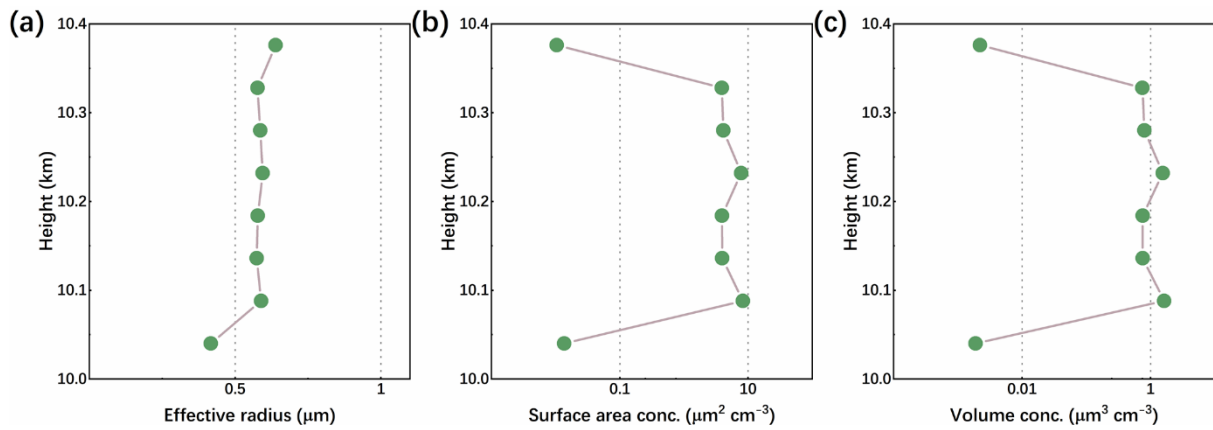 (a)
10.4
10.3
10.2
10.1
10.0
Height (km)
0.5
1
Effective radius (μm)
(b)
10.4
10.3
10.2
10.1
10.0
Height (km)
0.1
10
Surface area conc. (μm² cm⁻³)
(c)
10.4
10.3
10.2
10.1
10.0
Height (km)
0.01
1
Volume conc. (μm³ cm⁻³)